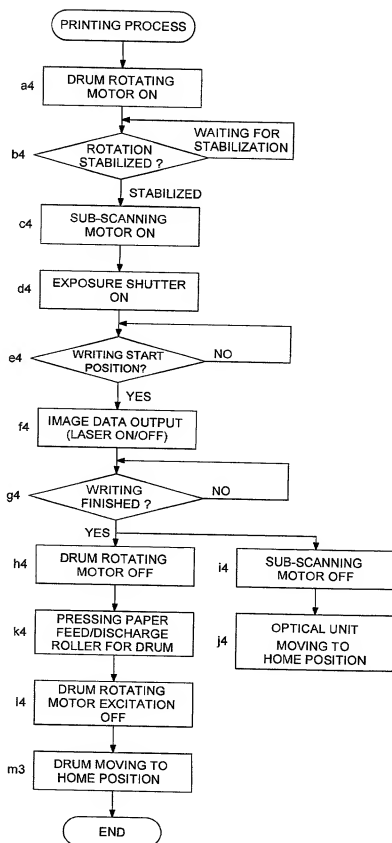 PRINTING PROCESS
a4
DRUM ROTATING
MOTOR ON
WAITING FOR
STABILIZATION
b4
ROTATION
STABILIZED ?
STABILIZED
c4
SUB-SCANNING
MOTOR ON
d4
EXPOSURE SHUTTER
ON
e4
WRITING START
POSITION?
NO
YES
f4
IMAGE DATA OUTPUT
(LASER ON/OFF)
g4
WRITING
FINISHED ?
NO
YES
h4
DRUM ROTATING
MOTOR OFF
i4
SUB-SCANNING
MOTOR OFF
k4
PRESSING PAPER
FEED/DISCHARGE
ROLLER FOR DRUM
j4
OPTICAL UNIT
MOVING TO
HOME POSITION
l4
DRUM ROTATING
MOTOR EXCITATION
OFF
m3
DRUM MOVING TO
HOME POSITION
END